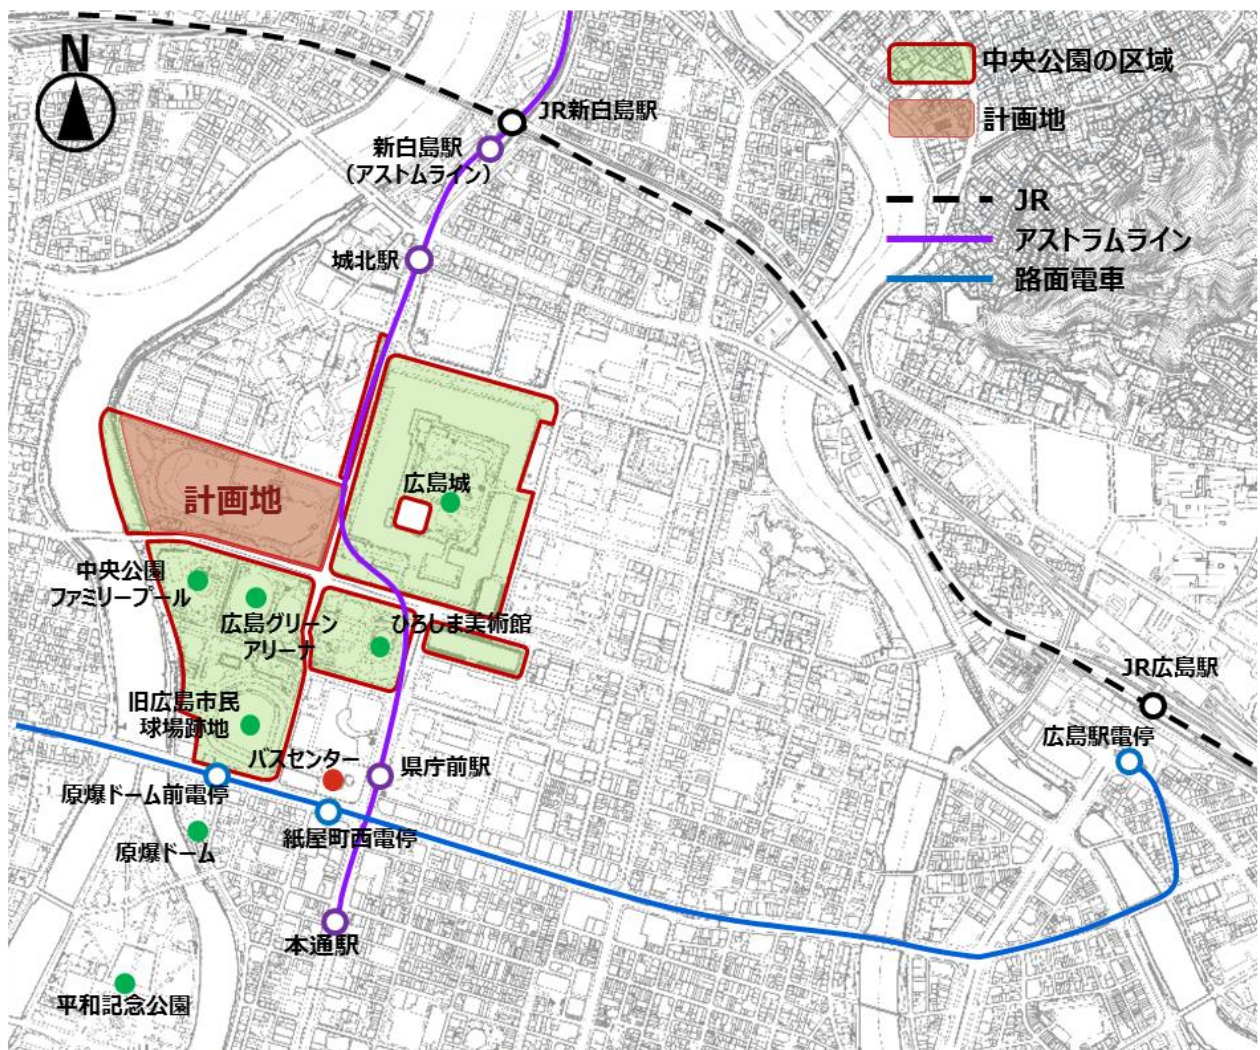 N
中央公園の区域
計画地
JR
アストラムライン
路面電車
JR新白島駅
新白島駅
(アストムライン)
城北駅
広島城
計画地
中央公園
ファミリープール
広島グリーン
アリーナ
ひろしま美術館
旧広島市民
球場跡地
JR広島駅
広島駅電停
バスセンター
県庁前駅
原爆ドーム前電停
紙屋町西電停
原爆ドーム
本通駅
平和記念公園